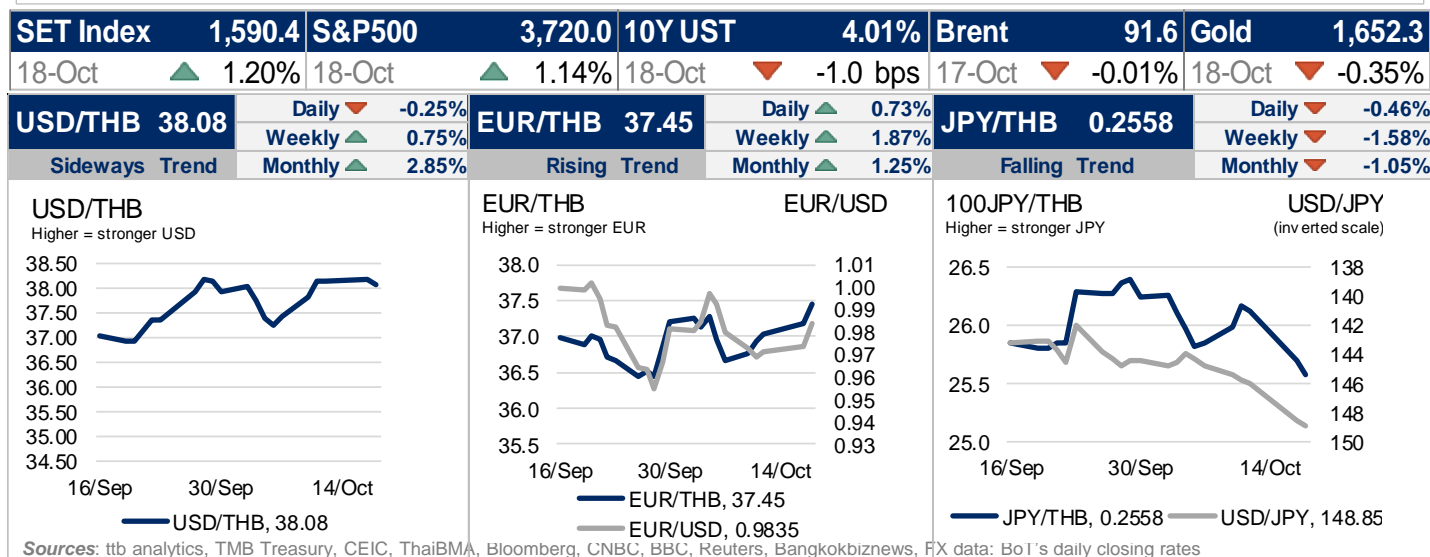 SET Index 1,590.4 S&P500 3,720.0 10Y UST 4.01% Brent 91.6 Gold 1,652.3
18-Oct 1.20% 18-Oct 1.14% 18-Oct -1.0 bps 17-Oct -0.01% 18-Oct -0.35%
USD/THB 38.08
Sideways Trend
Daily -0.25%
Weekly 0.75%
Monthly 2.85%
EUR/THB 37.45
Rising Trend
Daily 0.73%
Weekly 1.87%
Monthly 1.25%
JPY/THB 0.2558
Falling Trend
Daily -0.46%
Weekly -1.58%
Monthly -1.05%
USD/THB
Higher = stronger USD
38.50
38.00
37.50
37.00
36.50
36.00
35.50
35.00
34.50
16/Sep 30/Sep 14/Oct
USD/THB, 38.08
EUR/THB EUR/USD
Higher = stronger EUR
38.0
37.5
37.0
36.5
36.0
35.5
1.01
1.00
0.99
0.98
0.97
0.96
0.95
0.94
0.93
16/Sep 30/Sep 14/Oct
EUR/THB, 37.45
EUR/USD, 0.9835
100JPY/THB USD/JPY
Higher = stronger JPY (inverted scale)
26.5
26.0
25.5
25.0
138
140
142
144
146
148
150
16/Sep 30/Sep 14/Oct
JPY/THB, 0.2558 USD/JPY, 148.85
Sources: ttb analytics, TMB Treasury, CEIC, ThaiBMA, Bloomberg, CNBC, BBC, Reuters, Bangkokbiznews, FX data: BoT's daily closing rates